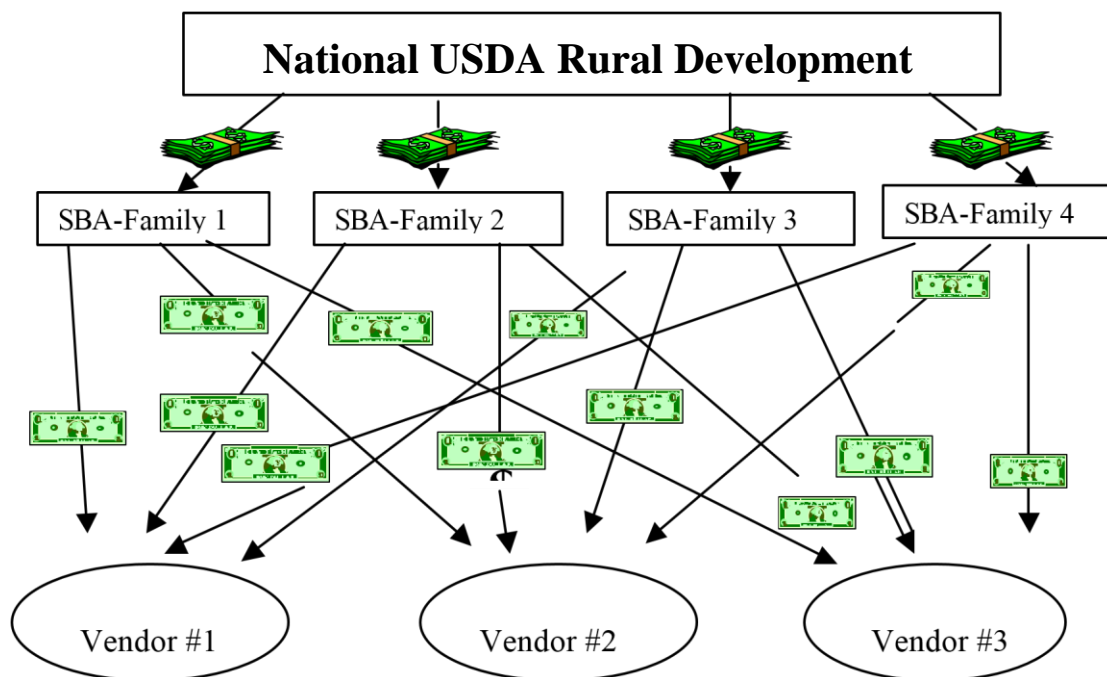 National USDA Rural Development
SBA-Family 1
SBA-Family 2
SBA-Family 3
SBA-Family 4
Vendor #1
Vendor #2
Vendor #3